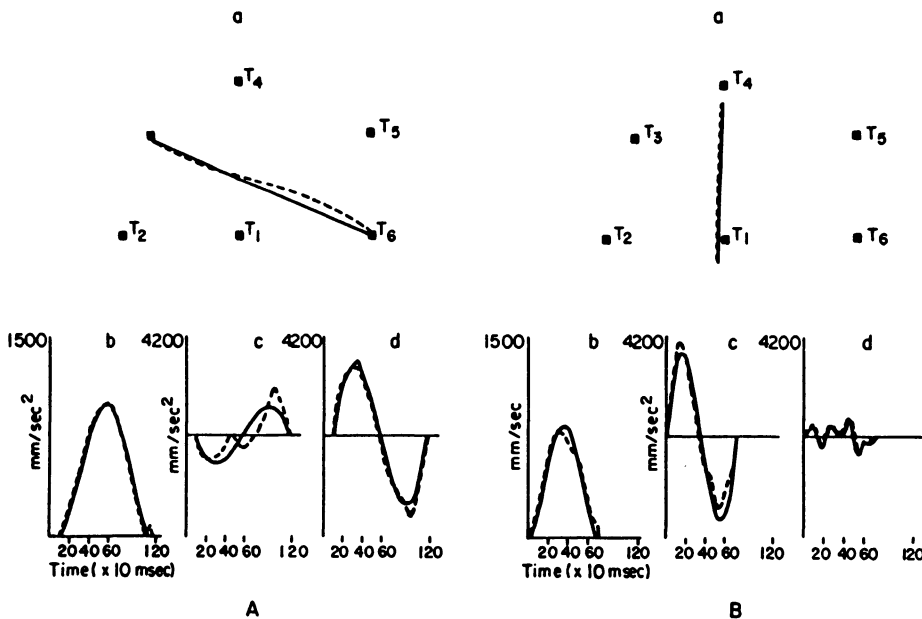 a a
T4 T4
T5 T3 T5
T2 T1 T6 T2 T1 T6
1500 b 4200 c 4200 d 1500 b 4200 c 4200 d
mm/sec² mm/sec² mm/sec mm/sec²
20 40 60 120 20 40 60 120 20 40 60 120 20 40 60 120 20 40 60 120 20 40 60 120
Time (x 10 msec) Time (x 10 msec)
A B